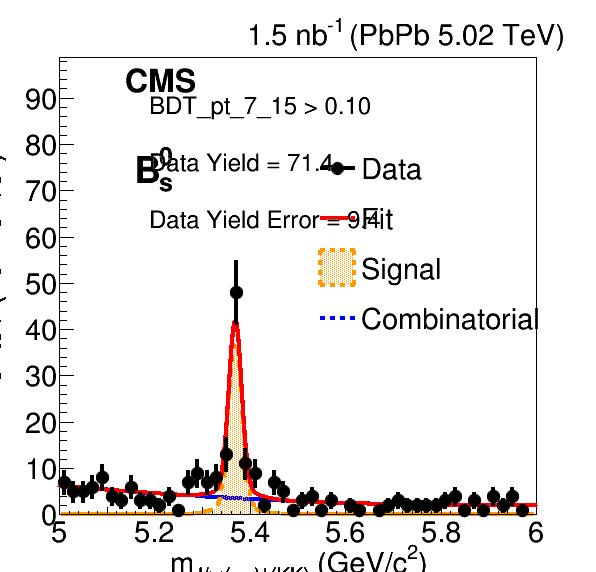 1.5 nb⁻¹ (PbPb 5.02 TeV)
CMS
BDT_pt_7_15 > 0.10
B⁰ₛ
Data Yield = 71.4
Data Yield Error = 9.4
Data
Fit
Signal
Combinatorial
90
80
70
60
50
40
30
20
10
0
5 5.2 5.4 5.6 5.8 6
(GeV/c²)